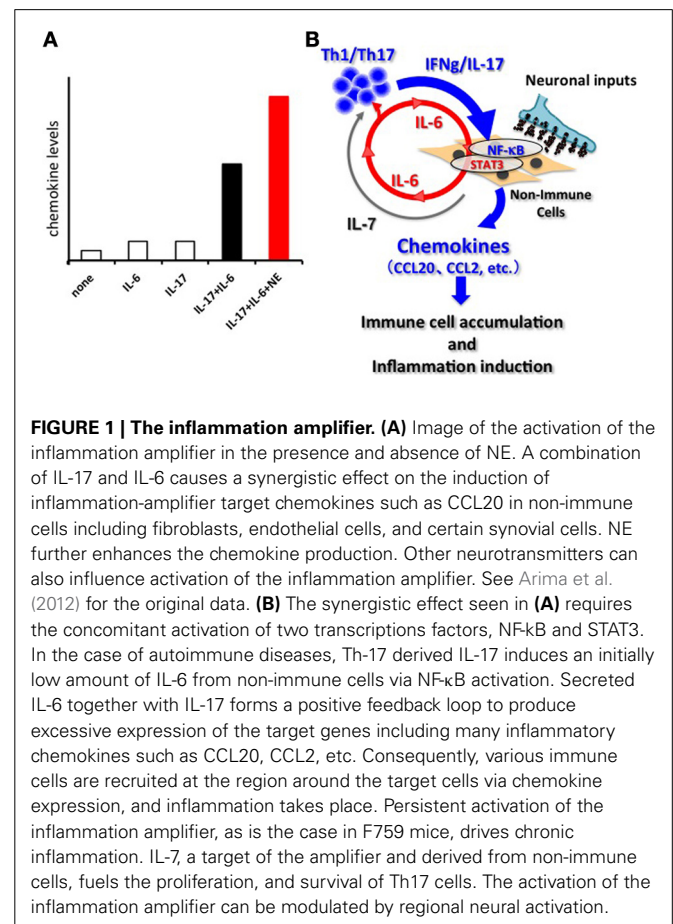 A
chemokine levels
none
IL-6
IL-17
IL-17+IL-6
IL-17+IL-6+NE
B
Th1/Th17
IFNg/IL-17
Neuronal inputs
IL-6
NF-κB
STAT3
IL-6
Non-Immune
Cells
IL-7
Chemokines
(CCL20、CCL2, etc.)
Immune cell accumulation
and
Inflammation induction
FIGURE 1 | The inflammation amplifier. (A) Image of the activation of the
inflammation amplifier in the presence and absence of NE. A combination
of IL-17 and IL-6 causes a synergistic effect on the induction of
inflammation-amplifier target chemokines such as CCL20 in non-immune
cells including fibroblasts, endothelial cells, and certain synovial cells. NE
further enhances the chemokine production. Other neurotransmitters can
also influence activation of the inflammation amplifier. See Arima et al.
(2012) for the original data. (B) The synergistic effect seen in (A) requires
the concomitant activation of two transcriptions factors, NF-kB and STAT3.
In the case of autoimmune diseases, Th-17 derived IL-17 induces an initially
low amount of IL-6 from non-immune cells via NF-κB activation. Secreted
IL-6 together with IL-17 forms a positive feedback loop to produce
excessive expression of the target genes including many inflammatory
chemokines such as CCL20, CCL2, etc. Consequently, various immune
cells are recruited at the region around the target cells via chemokine
expression, and inflammation takes place. Persistent activation of the
inflammation amplifier, as is the case in F759 mice, drives chronic
inflammation. IL-7, a target of the amplifier and derived from non-immune
cells, fuels the proliferation, and survival of Th17 cells. The activation of the
inflammation amplifier can be modulated by regional neural activation.